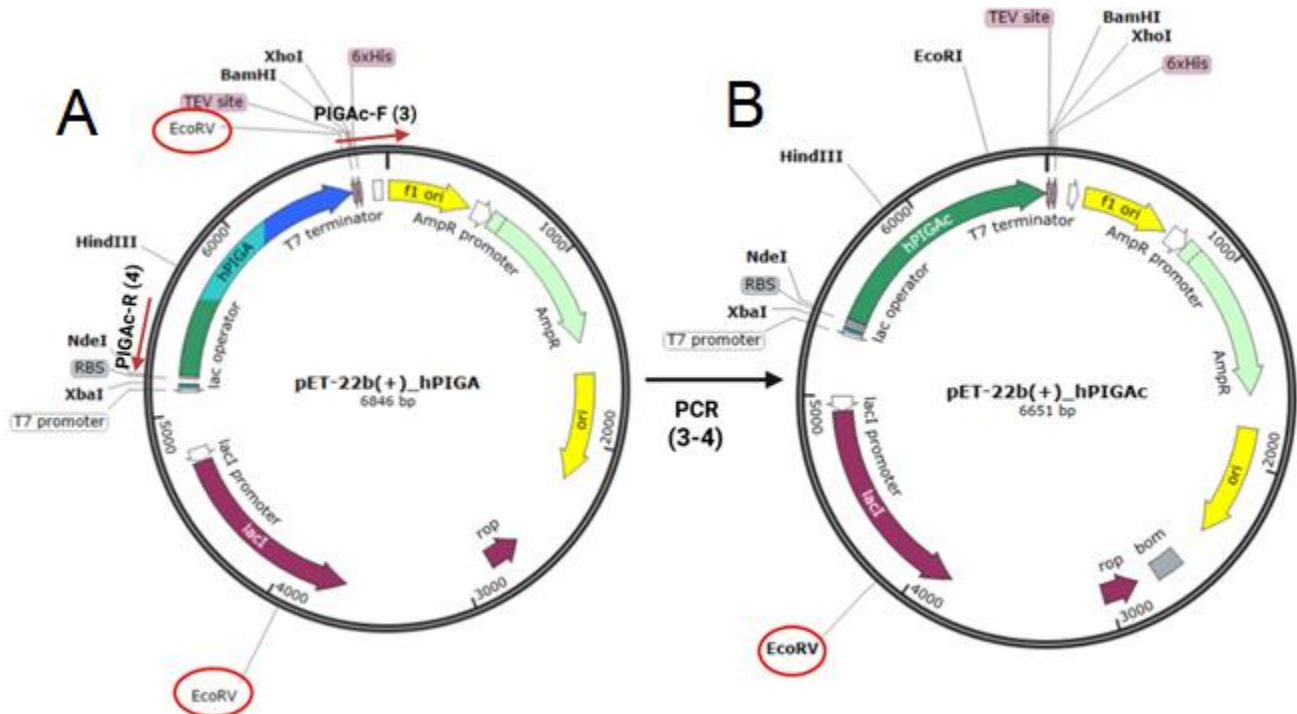 A
XhoI
6xHis
BamHI
TEV site
PIGAc-F (3)
EcoRV
HindIII
6000
hPIGA
T7 terminator
f1 ori
AmpR promoter
1000
AmpR
PIGAc-R (4)
NdeI
RBS
XbaI
T7 promoter
lac operator
pET-22b(+)_hPIGA
6846 bp
5000
lacI promoter
lacI
ori
2000
rop
3000
4000
EcoRV
PCR
(3-4)
B
TEV site
BamHI
XhoI
6xHis
EcoRI
HindIII
6000
hPIGAc
T7 terminator
f1 ori
AmpR promoter
1000
AmpR
NdeI
RBS
XbaI
T7 promoter
lac operator
pET-22b(+)_hPIGAc
6651 bp
5000
lacI promoter
lacI
ori
2000
bom
rop
3000
4000
EcoRV